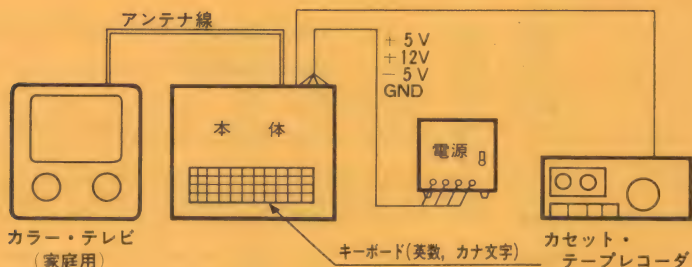 アンテナ線
+ 5V
+12V
- 5V
GND
本 体
電源
カラー・テレビ
(家庭用)
キーボード(英数, カナ文字)
カセット・
テープレコーダ